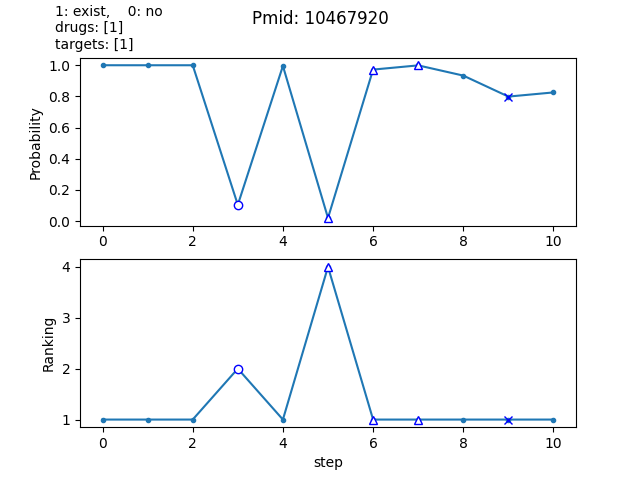 1: exist,    0: no
drugs: [1]
targets: [1]
Pmid: 10467920
Probability
1.0
0.8
0.6
0.4
0.2
0.0
0 2 4 6 8 10
Ranking
4
3
2
1
0 2 4 6 8 10
step